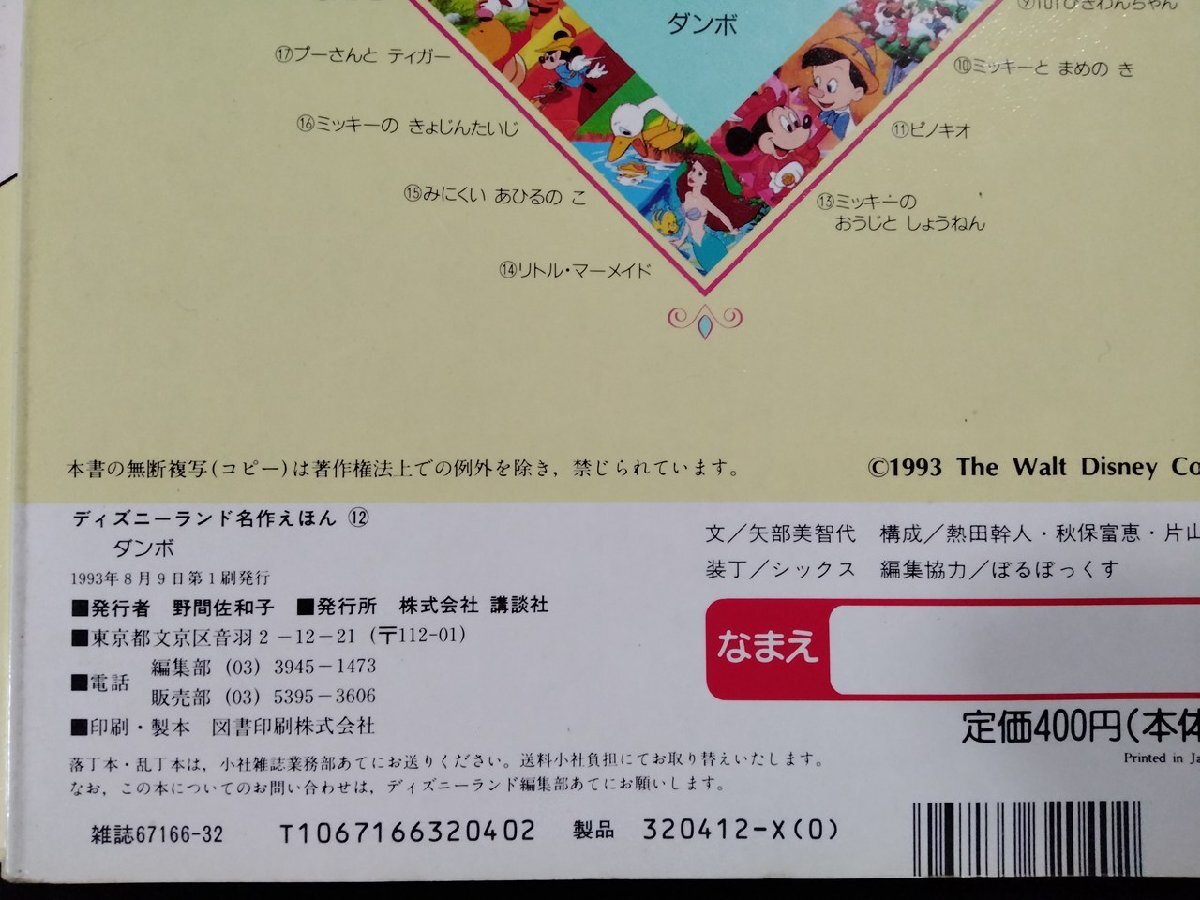 ダンボ
⑨101ぴきわんちゃん
⑰プーさんと ティガー
⑩ミッキーと まめの き
⑯ミッキーの きょじんたいじ
⑪ピノキオ
⑮みにくい あひるの こ
⑬ミッキーの
おうじと しょうねん
⑭リトル・マーメイド
本書の無断複写(コピー)は著作権法上での例外を除き，禁じられています。
©1993 The Walt Disney Co
ディズニーランド名作えほん ⑫
ダンボ
1993年8月9日第1刷発行
■発行者 野間佐和子 ■発行所 株式会社 講談社
■東京都文京区音羽2-12-21(〒112-01)
■電話 編集部 (03) 3945-1473
販売部 (03) 5395-3606
■印刷・製本 図書印刷株式会社
文／矢部美智代 構成／熱田幹人・秋保富恵・片山
装丁／シックス 編集協力／ぽるぼっくす
なまえ
定価400円(本体
Printed in Ja
落丁本・乱丁本は，小社雑誌業務部あてにお送りください。送料小社負担にてお取り替えいたします。
なお，この本についてのお問い合わせは，ディズニーランド編集部あてにお願いします。
雑誌67166-32 T1067166320402 製品 320412-X(0)